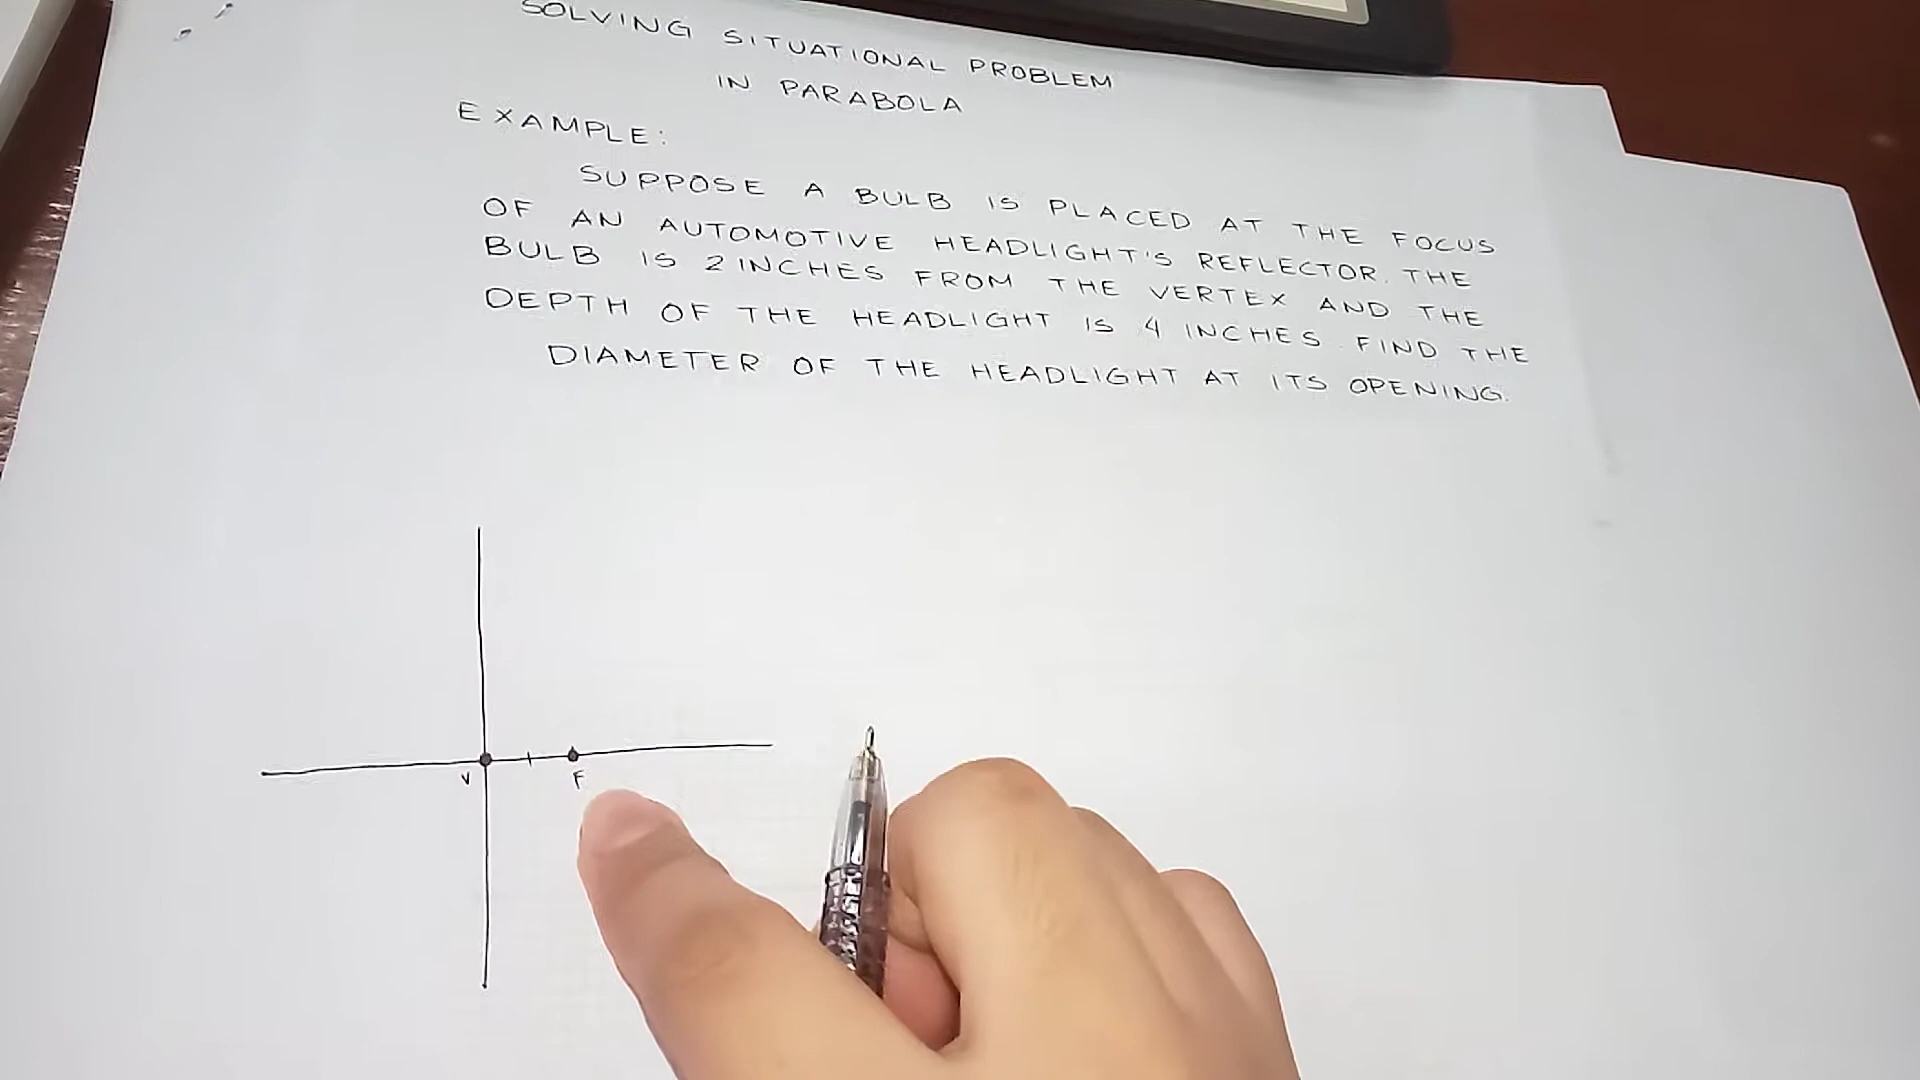 SOLVING SITUATIONAL PROBLEM
IN PARABOLA
EXAMPLE:
SUPPOSE A BULB IS PLACED AT THE FOCUS
OF AN AUTOMOTIVE HEADLIGHT'S REFLECTOR. THE
BULB IS 2 INCHES FROM THE VERTEX AND THE
DEPTH OF THE HEADLIGHT IS 4 INCHES. FIND THE
DIAMETER OF THE HEADLIGHT AT ITS OPENING.
V F